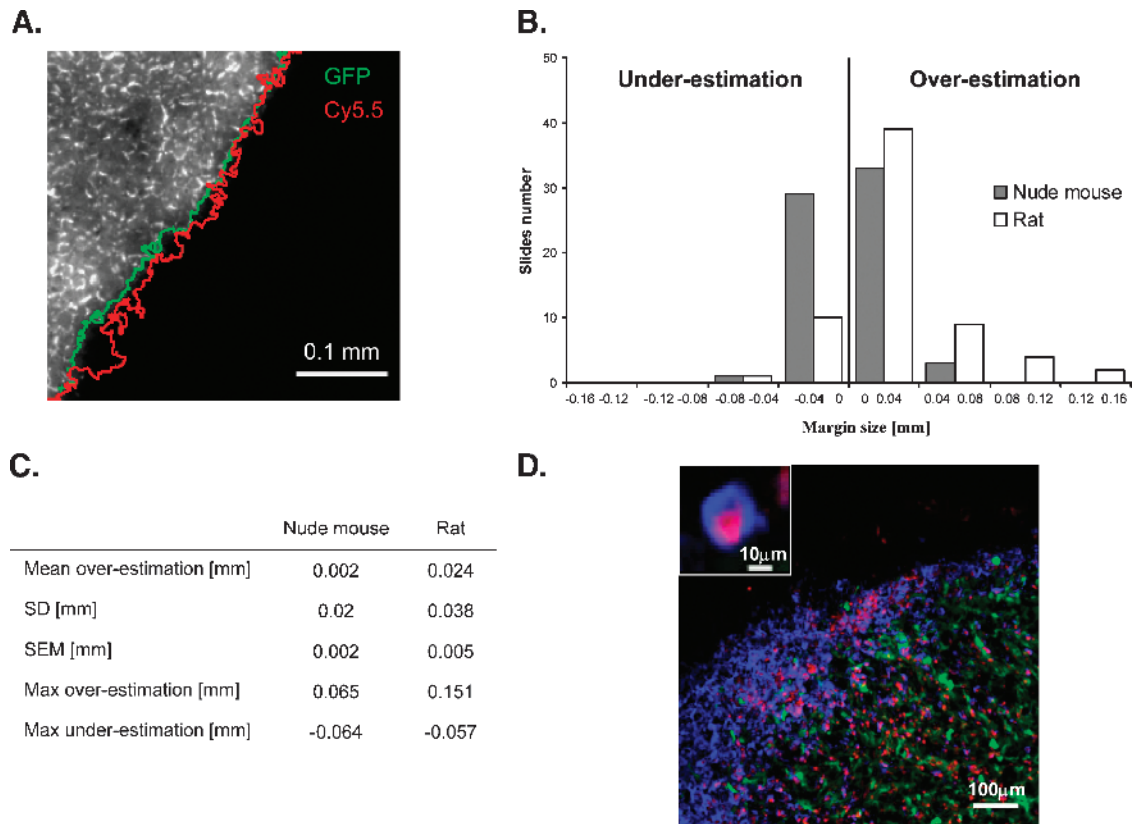 A.
GFP
Cy5.5
0.1 mm
B.
Under-estimation Over-estimation
50
40
30
20
10
0
Slides number
Nude mouse
Rat
-0.16 -0.12 -0.12 -0.08 -0.08 -0.04 -0.04 0 0 0.04 0.04 0.08 0.08 0.12 0.12 0.16
Margin size [mm]
C.
Nude mouse Rat
Mean over-estimation [mm] 0.002 0.024
SD [mm] 0.02 0.038
SEM [mm] 0.002 0.005
Max over-estimation [mm] 0.065 0.151
Max under-estimation [mm] -0.064 -0.057
D.
10μm
100μm